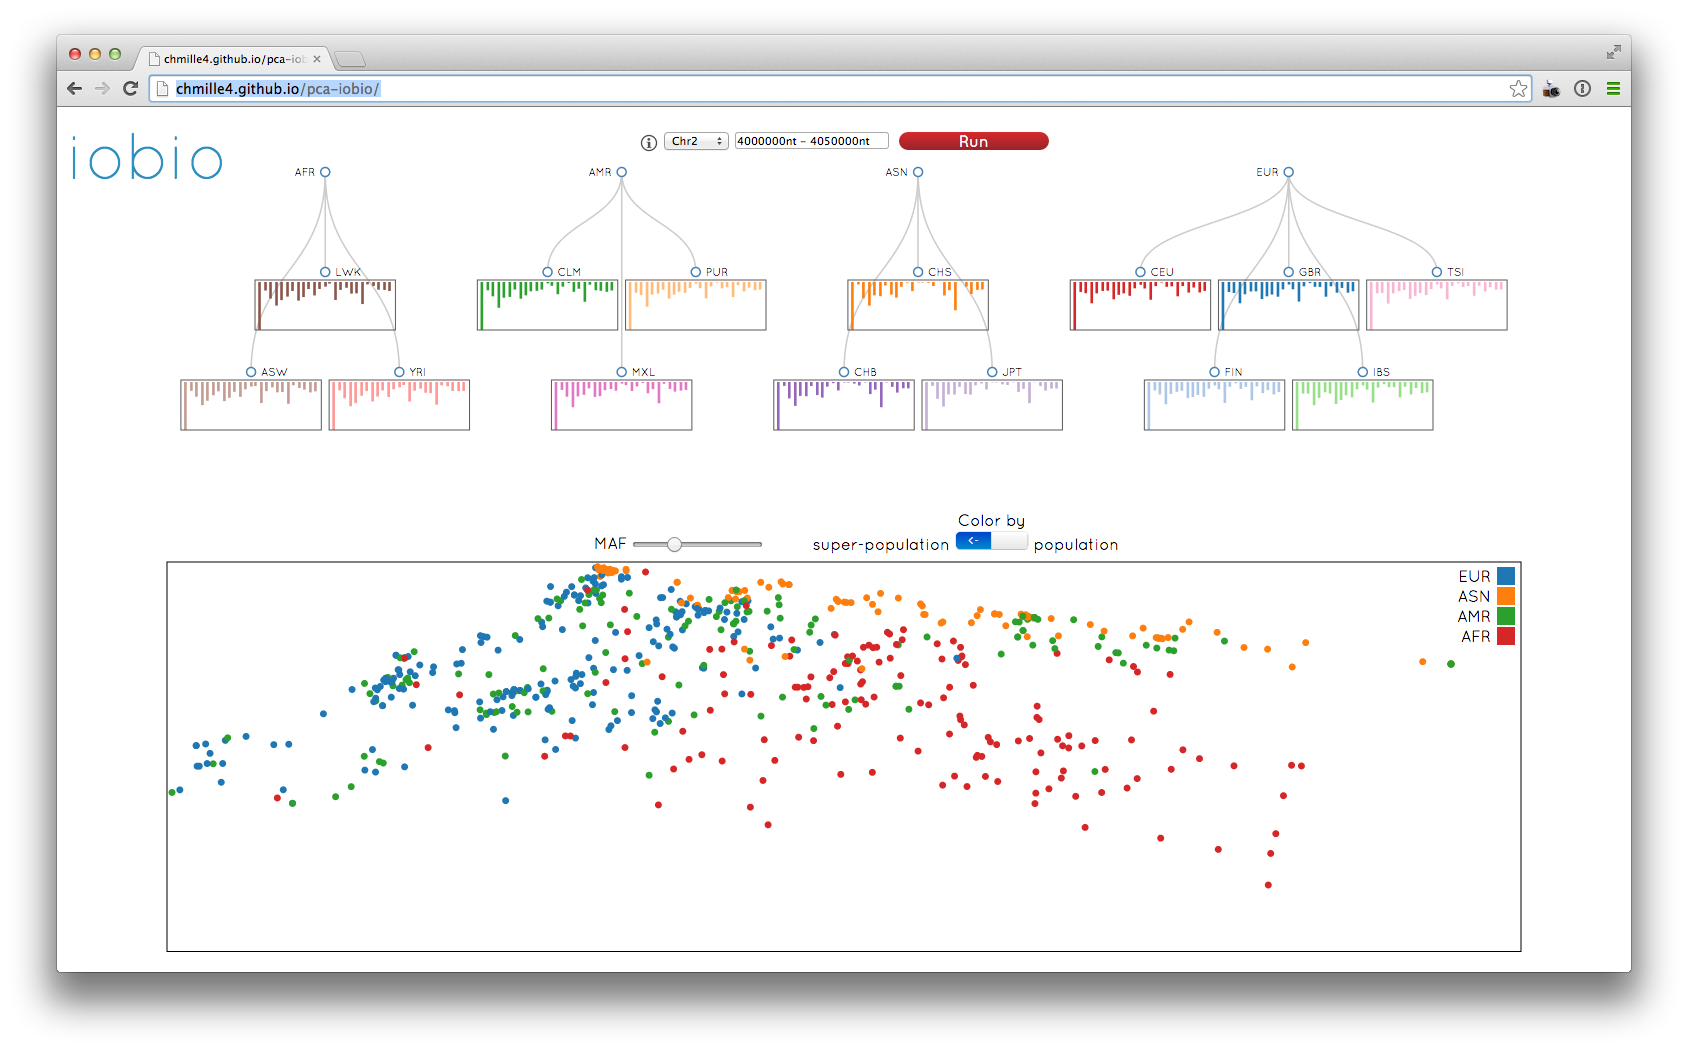 chmille4.github.io/pca-iob
chmille4.github.io/pca-iobio/
iobio
Chr2 4000000nt - 4050000nt Run
AFR AMR ASN EUR
LWK CLM PUR CHS CEU GBR TSI
ASW YRI MXL CHB JPT FIN IBS
Color by
MAF super-population <- population
EUR
ASN
AMR
AFR